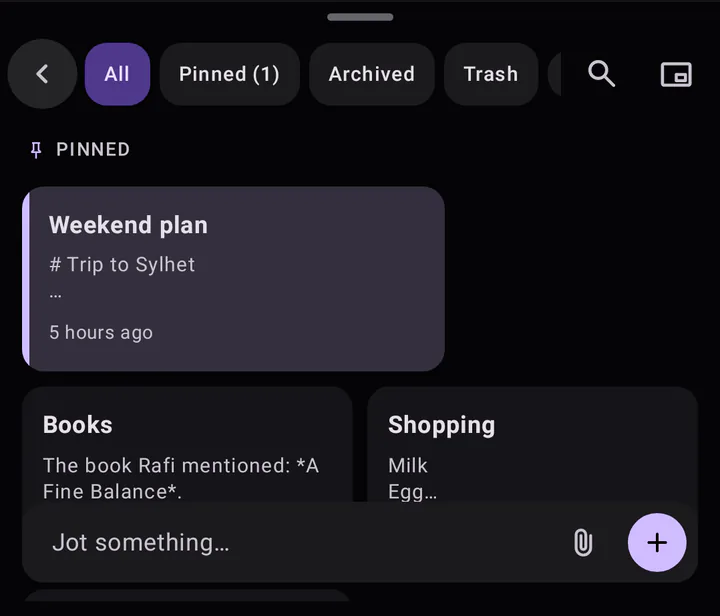 All
Pinned (1)
Archived
Trash
PINNED
Weekend plan
# Trip to Sylhet
…
5 hours ago
Books
The book Rafi mentioned: *A
Fine Balance*.
Shopping
Milk
Egg…
Jot something…